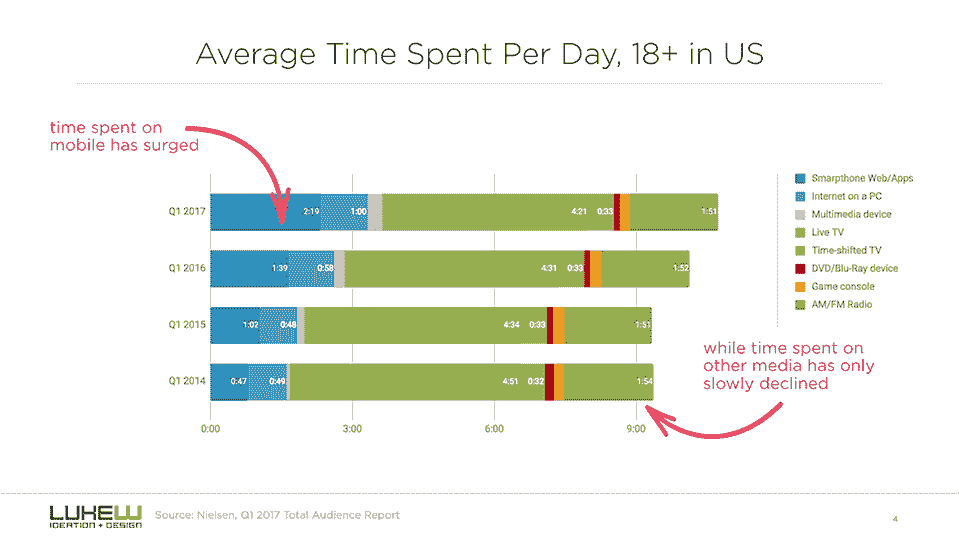 Average Time Spent Per Day, 18+ in US
time spent on
mobile has surged
Q1 2017 2:19 1:00 4:21 0:33 1:51
Q1 2016 1:39 0:58 4:31 0:33 1:52
Q1 2015 1:02 0:48 4:34 0:33 1:51
Q1 2014 0:47 0:49 4:51 0:32 1:54
0:00 3:00 6:00 9:00
Smarpthone Web/Apps
Internet on a PC
Multimedia device
Live TV
Time-shifted TV
DVD/Blu-Ray device
Game console
AM/FM Radio
while time spent on
other media has only
slowly declined
LUKEW
IDEATION + DESIGN
Source: Nielsen, Q1 2017 Total Audience Report
4